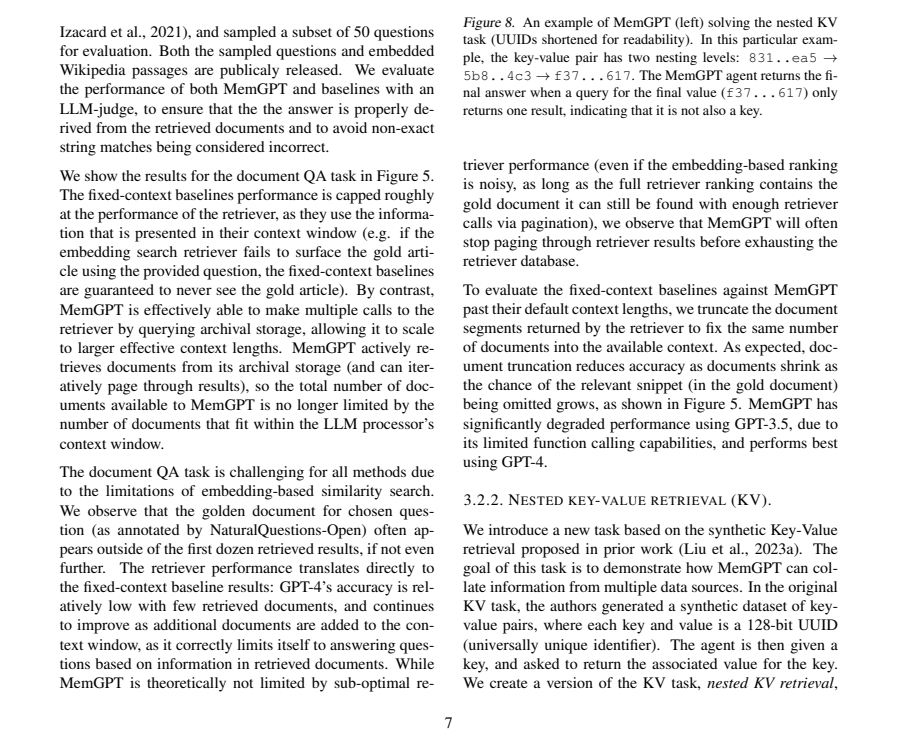 Izacard et al., 2021), and sampled a subset of 50 questions
for evaluation. Both the sampled questions and embedded
Wikipedia passages are publicaly released. We evaluate
the performance of both MemGPT and baselines with an
LLM-judge, to ensure that the the answer is properly de-
rived from the retrieved documents and to avoid non-exact
string matches being considered incorrect.
We show the results for the document QA task in Figure 5.
The fixed-context baselines performance is capped roughly
at the performance of the retriever, as they use the informa-
tion that is presented in their context window (e.g. if the
embedding search retriever fails to surface the gold arti-
cle using the provided question, the fixed-context baselines
are guaranteed to never see the gold article). By contrast,
MemGPT is effectively able to make multiple calls to the
retriever by querying archival storage, allowing it to scale
to larger effective context lengths. MemGPT actively re-
trieves documents from its archival storage (and can iter-
atively page through results), so the total number of doc-
uments available to MemGPT is no longer limited by the
number of documents that fit within the LLM processor's
context window.
The document QA task is challenging for all methods due
to the limitations of embedding-based similarity search.
We observe that the golden document for chosen ques-
tion (as annotated by NaturalQuestions-Open) often ap-
pears outside of the first dozen retrieved results, if not even
further. The retriever performance translates directly to
the fixed-context baseline results: GPT-4's accuracy is rel-
atively low with few retrieved documents, and continues
to improve as additional documents are added to the con-
text window, as it correctly limits itself to answering ques-
tions based on information in retrieved documents. While
MemGPT is theoretically not limited by sub-optimal re-
Figure 8. An example of MemGPT (left) solving the nested KV
task (UUIDs shortened for readability). In this particular exam-
ple, the key-value pair has two nesting levels: 831..ea5 →
5b8..4c3 → f37...617. The MemGPT agent returns the fi-
nal answer when a query for the final value (f37...617) only
returns one result, indicating that it is not also a key.
triever performance (even if the embedding-based ranking
is noisy, as long as the full retriever ranking contains the
gold document it can still be found with enough retriever
calls via pagination), we observe that MemGPT will often
stop paging through retriever results before exhausting the
retriever database.
To evaluate the fixed-context baselines against MemGPT
past their default context lengths, we truncate the document
segments returned by the retriever to fix the same number
of documents into the available context. As expected, doc-
ument truncation reduces accuracy as documents shrink as
the chance of the relevant snippet (in the gold document)
being omitted grows, as shown in Figure 5. MemGPT has
significantly degraded performance using GPT-3.5, due to
its limited function calling capabilities, and performs best
using GPT-4.
3.2.2. NESTED KEY-VALUE RETRIEVAL (KV).
We introduce a new task based on the synthetic Key-Value
retrieval proposed in prior work (Liu et al., 2023a). The
goal of this task is to demonstrate how MemGPT can col-
late information from multiple data sources. In the original
KV task, the authors generated a synthetic dataset of key-
value pairs, where each key and value is a 128-bit UUID
(universally unique identifier). The agent is then given a
key, and asked to return the associated value for the key.
We create a version of the KV task, nested KV retrieval,
7